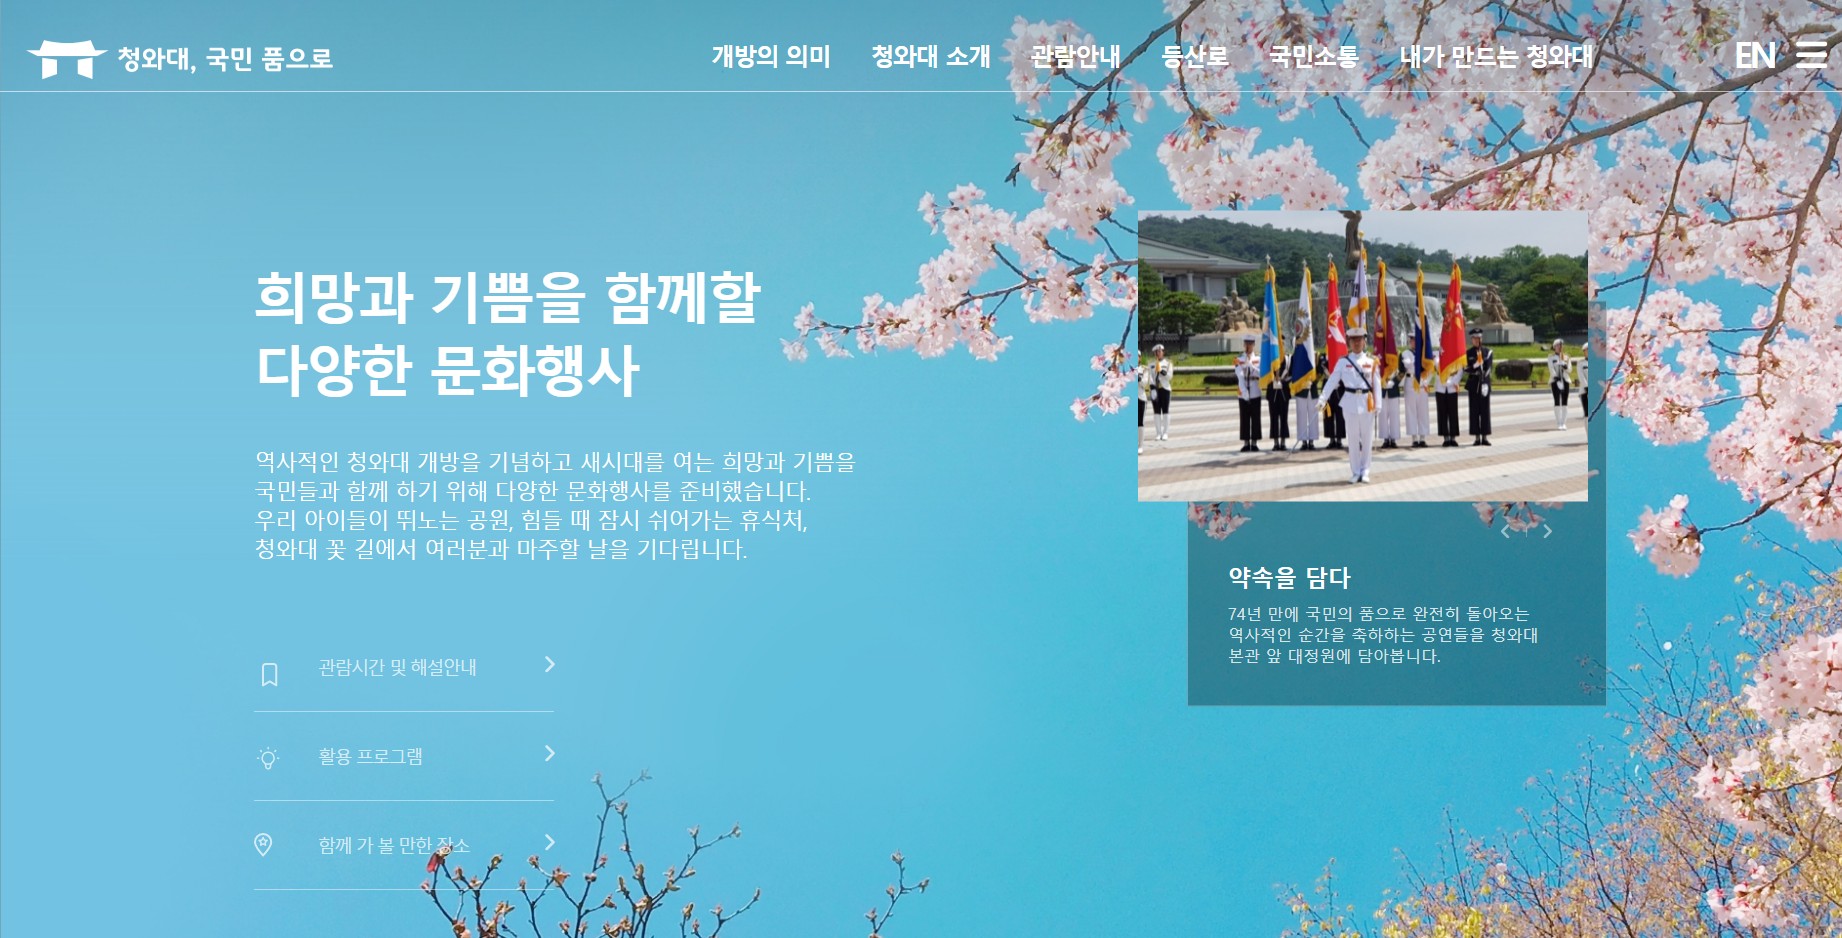 청와대, 국민 품으로
개방의 의미 청와대 소개 관람안내 등산로 국민소통 내가 만드는 청와대 EN
희망과 기쁨을 함께할
다양한 문화행사
역사적인 청와대 개방을 기념하고 새시대를 여는 희망과 기쁨을
국민들과 함께 하기 위해 다양한 문화행사를 준비했습니다.
우리 아이들이 뛰노는 공원, 힘들 때 잠시 쉬어가는 휴식처,
청와대 꽃 길에서 여러분과 마주할 날을 기다립니다.
관람시간 및 해설안내
활용 프로그램
함께 가 볼 만한 장소
약속을 담다
74년 만에 국민의 품으로 완전히 돌아오는
역사적인 순간을 축하하는 공연들을 청와대
본관 앞 대정원에 담아봅니다.